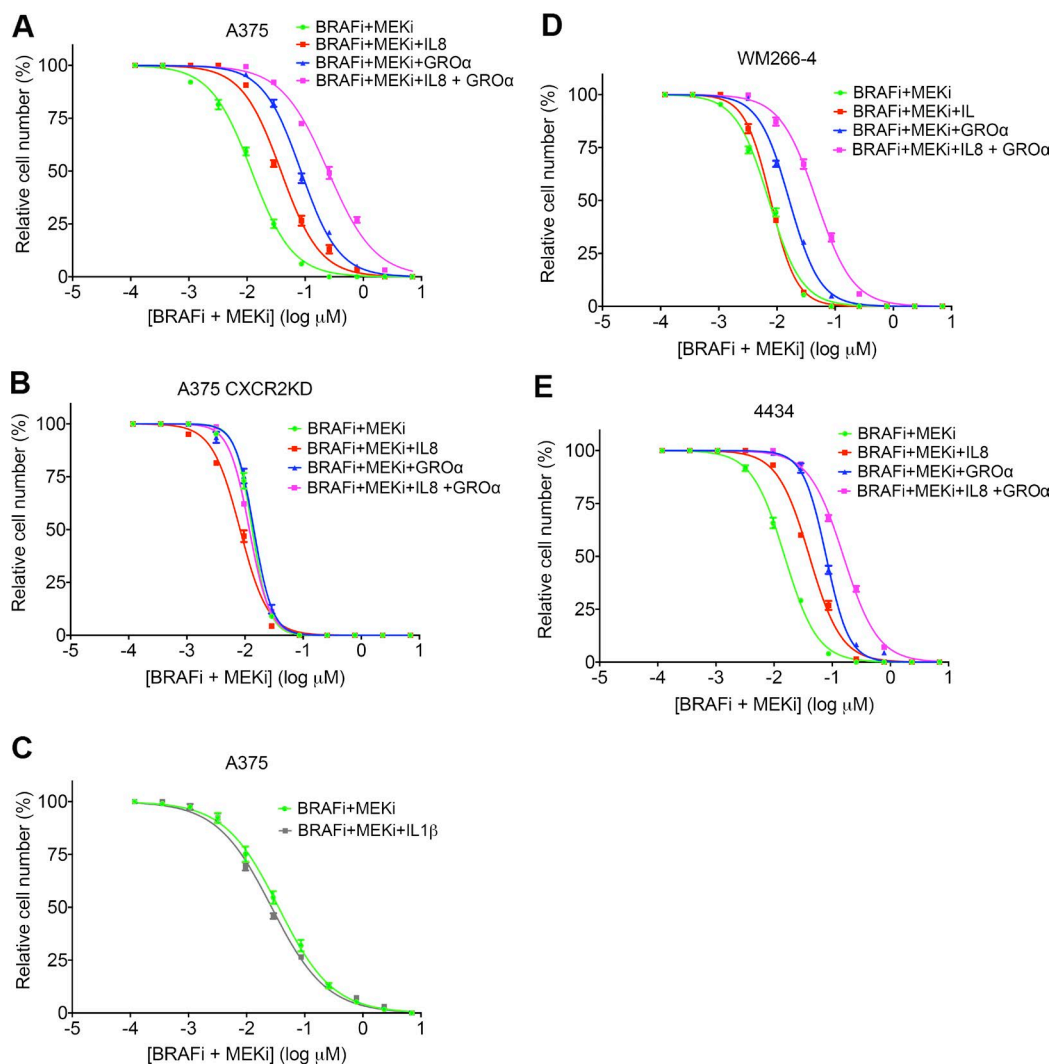 A
A375
BRAFi+MEKi
BRAFi+MEKi+IL8
BRAFi+MEKi+GROα
BRAFi+MEKi+IL8 + GROα
Relative cell number (%)
100
75
50
25
0
-5 -4 -3 -2 -1 0 1
[BRAFi + MEKi] (log μM)
B
A375 CXCR2KD
BRAFi+MEKi
BRAFi+MEKi+IL8
BRAFi+MEKi+GROα
BRAFi+MEKi+IL8 +GROα
Relative cell number (%)
100
75
50
25
0
-5 -4 -3 -2 -1 0 1
[BRAFi + MEKi] (log μM)
C
A375
BRAFi+MEKi
BRAFi+MEKi+IL1β
Relative cell number (%)
100
75
50
25
0
-5 -4 -3 -2 -1 0 1
[BRAFi + MEKi] (log μM)
D
WM266-4
BRAFi+MEKi
BRAFi+MEKi+IL
BRAFi+MEKi+GROα
BRAFi+MEKi+IL8 + GROα
Relative cell number (%)
100
75
50
25
0
-5 -4 -3 -2 -1 0 1
[BRAFi + MEKi] (log μM)
E
4434
BRAFi+MEKi
BRAFi+MEKi+IL8
BRAFi+MEKi+GROα
BRAFi+MEKi+IL8 +GROα
Relative cell number (%)
100
75
50
25
0
-5 -4 -3 -2 -1 0 1
[BRAFi + MEKi] (log μM)